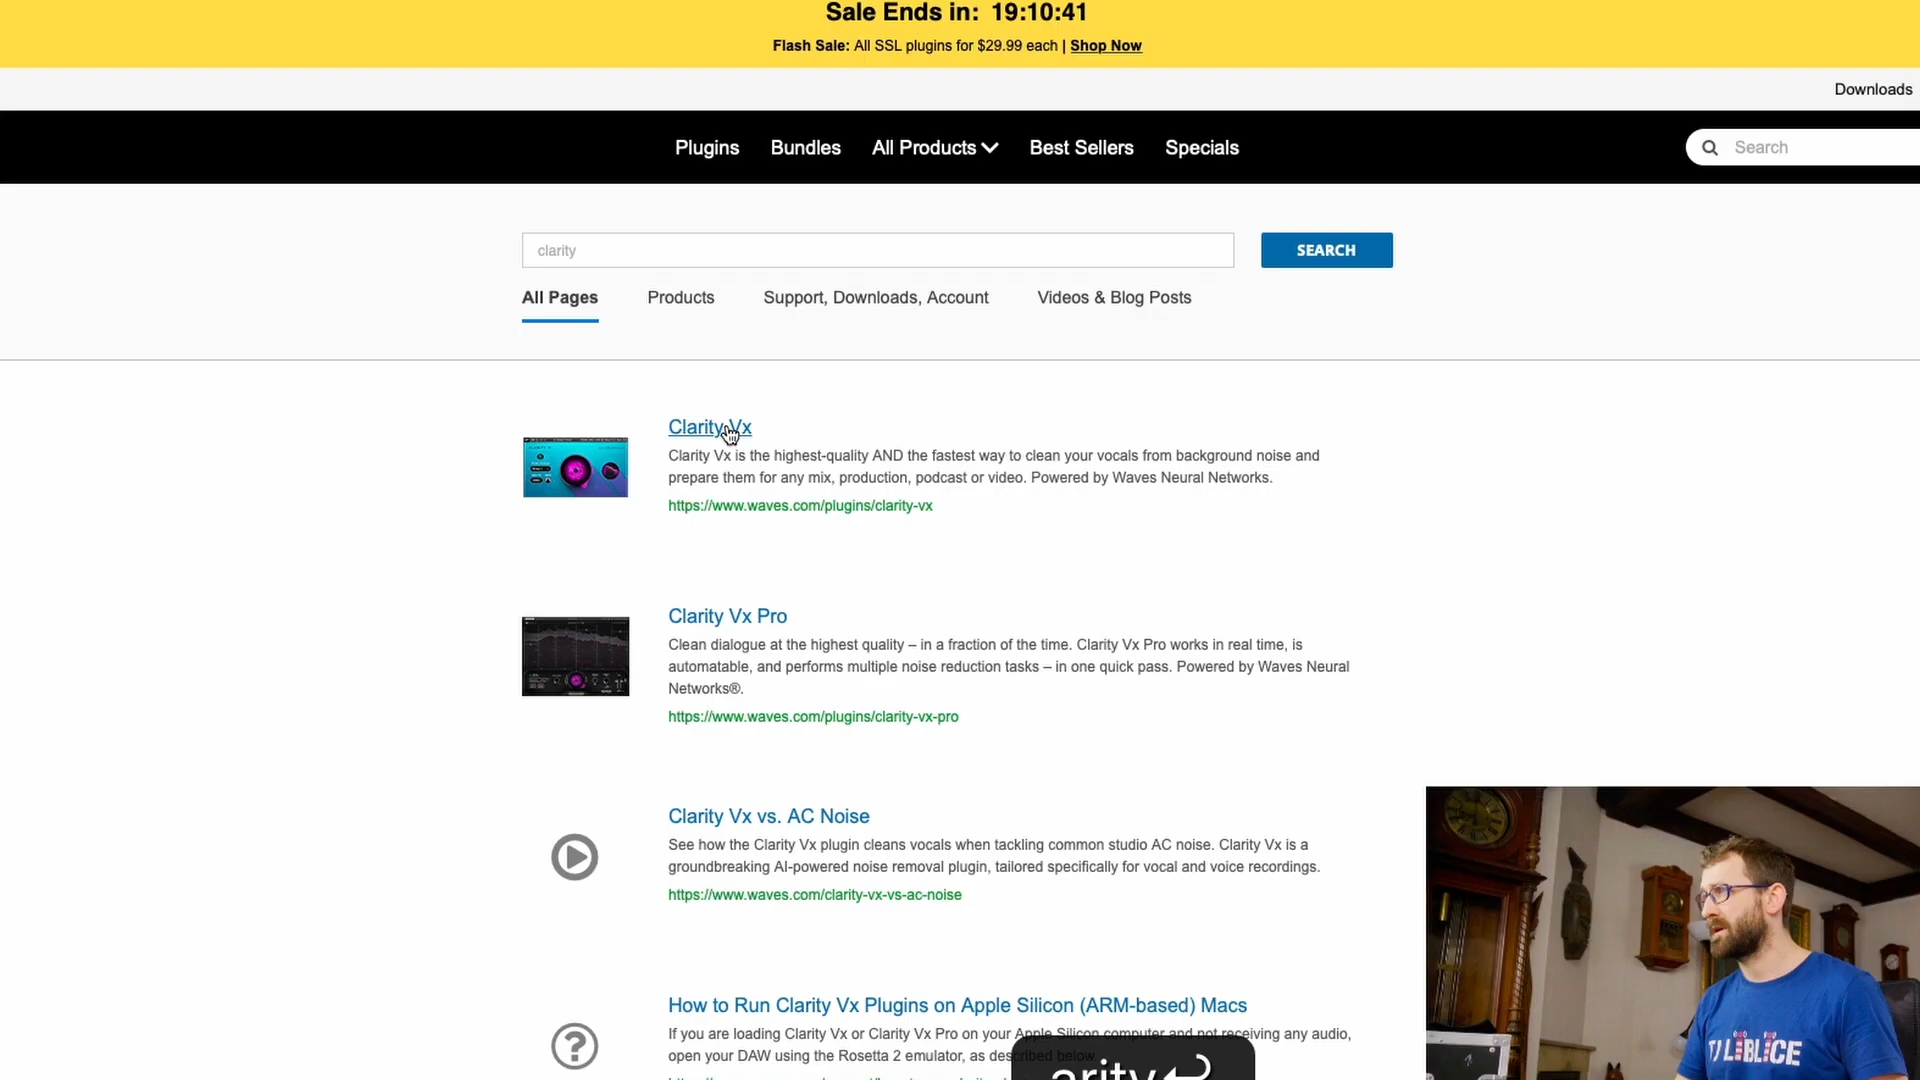 Sale Ends in: 19:10:41
Flash Sale: All SSL plugins for $29.99 each | Shop Now
Downloads
Plugins Bundles All Products Best Sellers Specials Search
clarity SEARCH
All Pages Products Support, Downloads, Account Videos & Blog Posts
Clarity Vx
Clarity Vx is the highest-quality AND the fastest way to clean your vocals from background noise and
prepare them for any mix, production, podcast or video. Powered by Waves Neural Networks.
https://www.waves.com/plugins/clarity-vx
Clarity Vx Pro
Clean dialogue at the highest quality – in a fraction of the time. Clarity Vx Pro works in real time, is
automatable, and performs multiple noise reduction tasks – in one quick pass. Powered by Waves Neural
Networks®.
https://www.waves.com/plugins/clarity-vx-pro
Clarity Vx vs. AC Noise
See how the Clarity Vx plugin cleans vocals when tackling common studio AC noise. Clarity Vx is a
groundbreaking AI-powered noise removal plugin, tailored specifically for vocal and voice recordings.
https://www.waves.com/clarity-vx-vs-ac-noise
How to Run Clarity Vx Plugins on Apple Silicon (ARM-based) Macs
If you are loading Clarity Vx or Clarity Vx Pro on your Apple Silicon computer and not receiving any audio,
open your DAW using the Rosetta 2 emulator, as described below.
arity↩
TJ LIBLICE